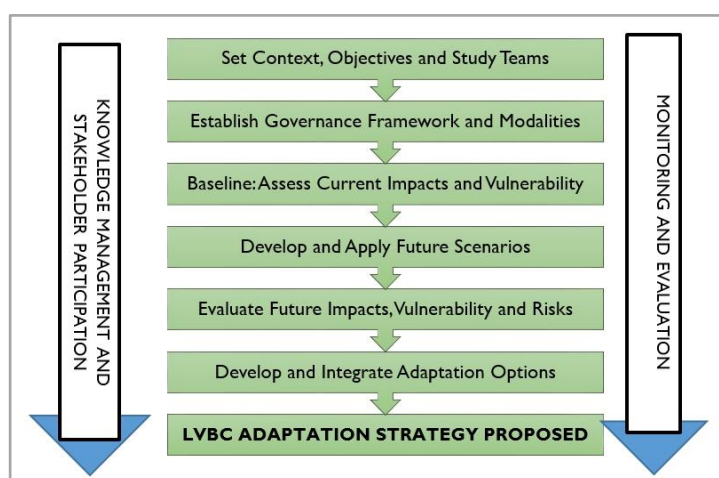 KNOWLEDGE MANAGEMENT AND
STAKEHOLDER PARTICIPATION
Set Context, Objectives and Study Teams
Establish Governance Framework and Modalities
Baseline: Assess Current Impacts and Vulnerability
Develop and Apply Future Scenarios
Evaluate Future Impacts, Vulnerability and Risks
Develop and Integrate Adaptation Options
LVBC ADAPTATION STRATEGY PROPOSED
MONITORING AND EVALUATION